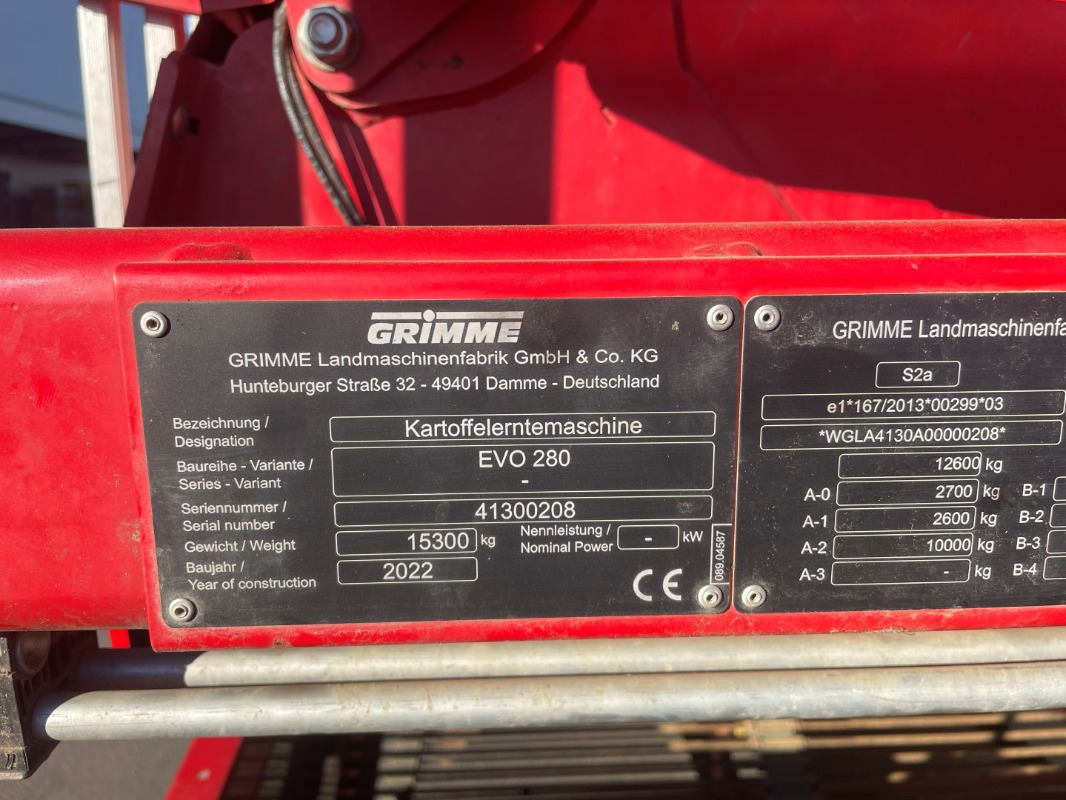 GRIMME
GRIMME Landmaschinenfabrik GmbH & Co. KG
Hunteburger Straße 32 - 49401 Damme - Deutschland
Bezeichnung /
Designation
Kartoffelerntemaschine
Baureihe - Variante /
Series - Variant
EVO 280
-
Seriennummer /
Serial number
41300208
Gewicht / Weight
15300 kg
Nennleistung /
Nominal Power
- kW
Baujahr /
Year of construction
2022
CE
089.04587
GRIMME Landmaschinenfa
S2a
e1*167/2013*00299*03
*WGLA4130A00000208*
12600 kg
A-0 2700 kg B-1
A-1 2600 kg B-2
A-2 10000 kg B-3
A-3 - kg B-4